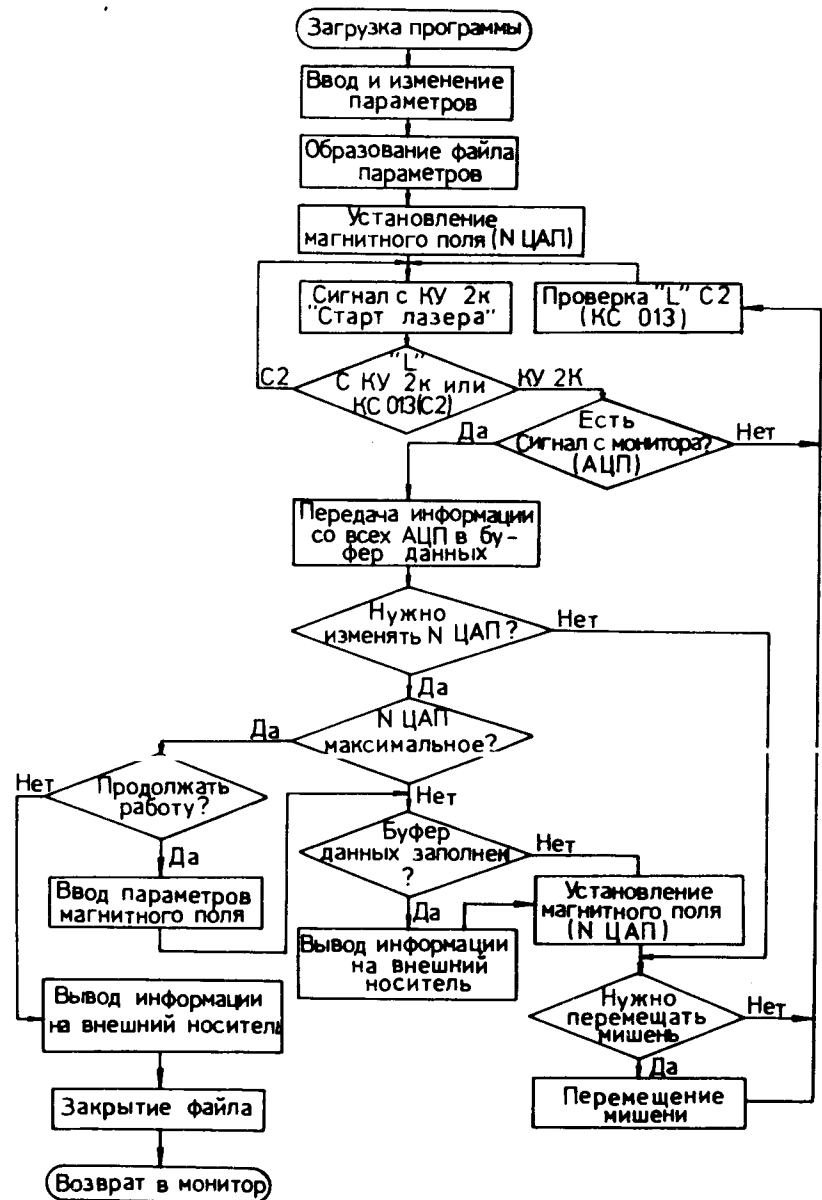 Загрузка программы
Ввод и изменение
параметров
Образование файла
параметров
Установление
магнитного поля (N ЦАП)
Сигнал с КУ 2к
"Старт лазера"
Проверка "L" С2
(КС 013)
"L"
С КУ 2к или
КС 013(С2)
С2
КУ 2К
Есть
Сигнал с монитора?
(АЦП)
Да
Нет
Передача информации
со всех АЦП в бу-
фер данных
Нужно
изменять N ЦАП?
Нет
Да
N ЦАП
максимальное?
Да
Нет
Продолжать
работу?
Нет
Да
Ввод параметров
магнитного поля
Буфер
данных заполнен
?
Нет
Да
Установление
магнитного поля
(N ЦАП)
Вывод информации
на внешний
носитель
Вывод информации
на внешний носитель
Нужно
перемещать
мишень
Нет
Да
Перемещение
мишени
Закрытие файла
Возврат в монитор